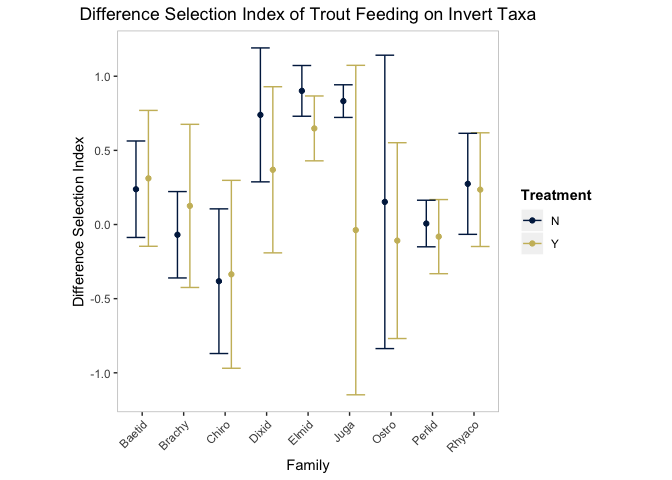 Difference Selection Index of Trout Feeding on Invert Taxa
Difference Selection Index
1.0
0.5
0.0
-0.5
-1.0
Baetid
Brachy
Chiro
Dixid
Elmid
Juga
Ostro
Perlid
Rhyaco
Family
Treatment
N
Y